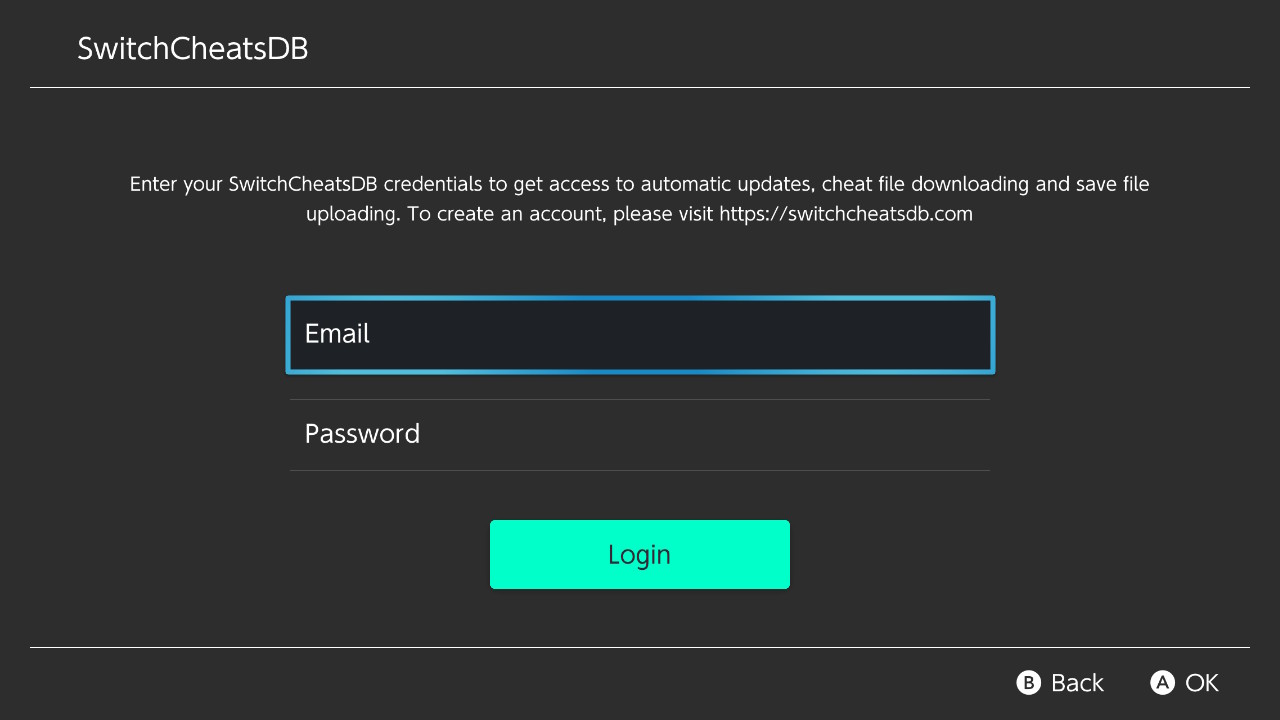 SwitchCheatsDB
Enter your SwitchCheatsDB credentials to get access to automatic updates, cheat file downloading and save file
uploading. To create an account, please visit https://switchcheatsdb.com
Email
Password
Login
B Back A OK